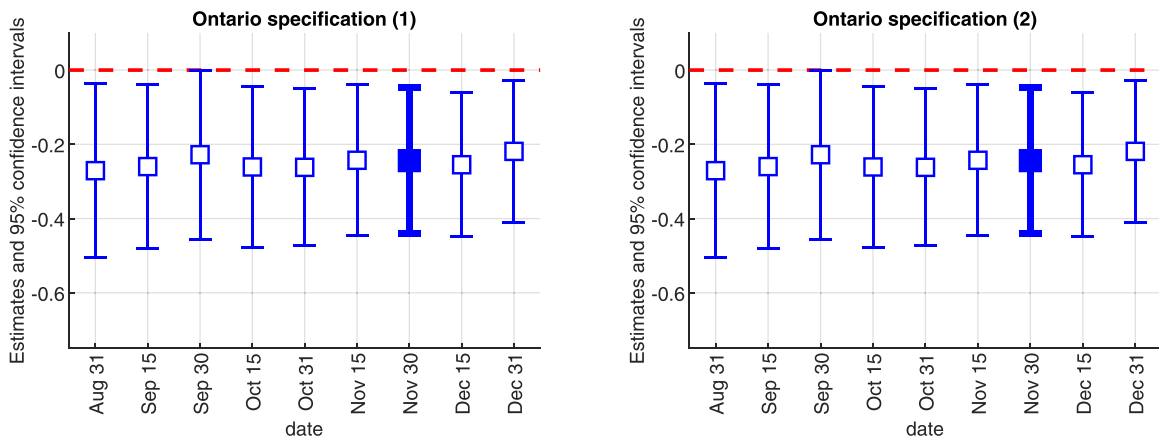 Ontario specification (1)
Estimates and 95% confidence intervals
0
-0.2
-0.4
-0.6
Aug 31
Sep 15
Sep 30
Oct 15
Oct 31
Nov 15
Nov 30
Dec 15
Dec 31
date
Ontario specification (2)
Estimates and 95% confidence intervals
0
-0.2
-0.4
-0.6
Aug 31
Sep 15
Sep 30
Oct 15
Oct 31
Nov 15
Nov 30
Dec 15
Dec 31
date